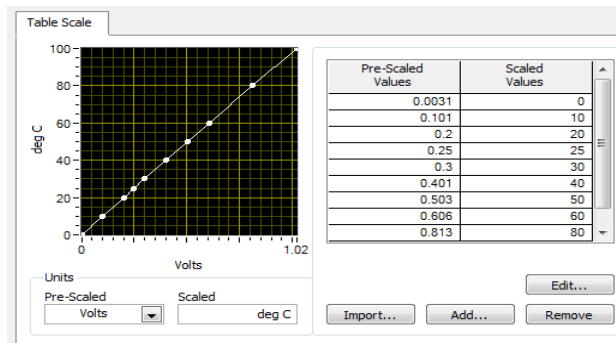 Table Scale
100
80
60
40
20
0
deg C
0
1.02
Volts
Units
Pre-Scaled
Scaled
Volts
deg C
Pre-Scaled Scaled
Values Values
0.0031 0
0.101 10
0.2 20
0.25 25
0.3 30
0.401 40
0.503 50
0.606 60
0.813 80
Edit...
Import... Add... Remove